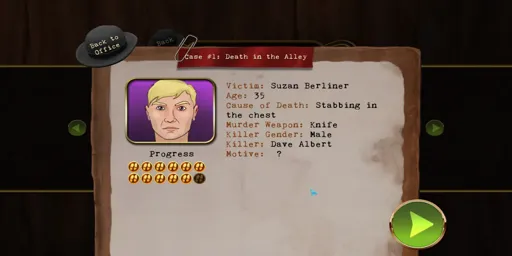 Back to
Office
Back
Case #1: Death in the Alley
Victim: Suzan Berliner
Age: 35
Cause of Death: Stabbing in
the chest
Murder Weapon: Knife
Killer Gender: Male
Killer: Dave Albert
Motive: ?
Progress